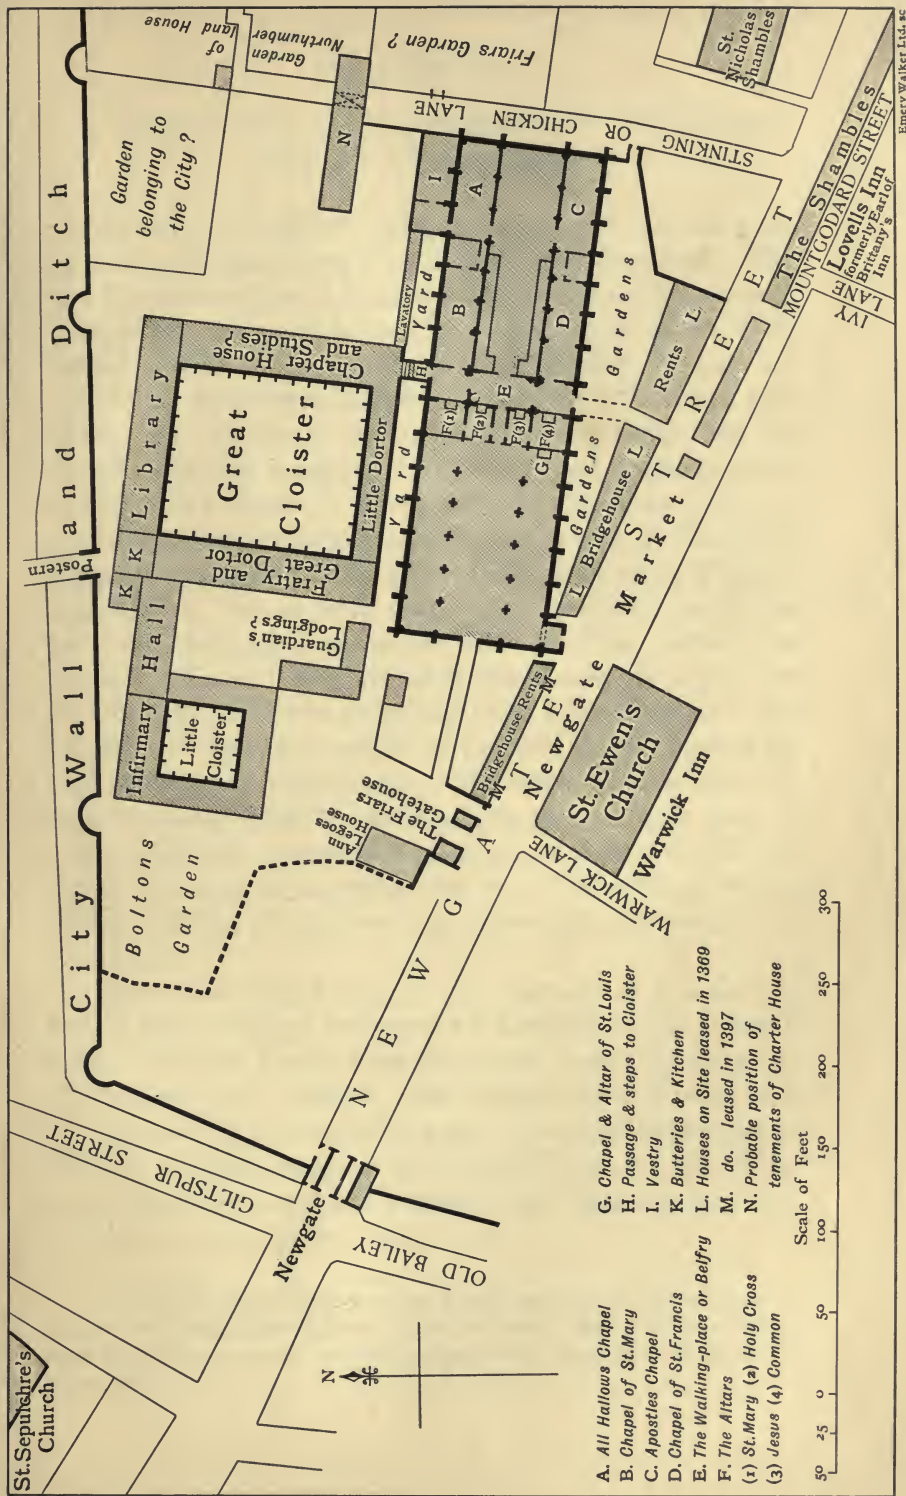 City Wall and Ditch
Postern
St. Sepulchre's
Church
GILTSPUR
STREET
Newgate
OLD BAILEY
N
Boltons
Garden
Infirmary
Hall
K
K
Library
Little
Cloister
Great
Cloister
Chapter House
and Studies ?
Fratry and
Great Dortor
Little Dortor
Guardian's
Lodgings ?
Garden
belonging to
the City ?
Garden
of
Northumber
land House
Friars Garden ?
N
Ann
Legoes
House
The Friars
Gatehouse
Yard
H
Lavatory
Yard
I
A
B
C
D
E
F(1)
F(2)
F(3)
F(4)
G
Gardens
Gardens
STINKING OR CHICKEN LANE
St.
Nicholas
Shambles
NEWGATE STREET
Newgate Market
M Bridgehouse Rents M
L Bridgehouse L
Rents L
The Shambles
MOUNTGODARD STREET
Lovells Inn
formerly Earl of
Brittany's
Inn
IVY
LANE
St. Ewen's
Church
WARWICK LANE
Warwick Inn
A. All Hallows Chapel
B. Chapel of St. Mary
C. Apostles Chapel
D. Chapel of St. Francis
E. The Walking-place or Belfry
F. The Altars
(1) St. Mary (2) Holy Cross
(3) Jesus (4) Common
G. Chapel & Altar of St. Louis
H. Passage & steps to Cloister
I. Vestry
K. Butteries & Kitchen
L. Houses on Site leased in 1369
M. do. leased in 1397
N. Probable position of
tenements of Charter House
Scale of Feet
50 25 0 50 100 150 200 250 300
Emery Walker Ltd. sc